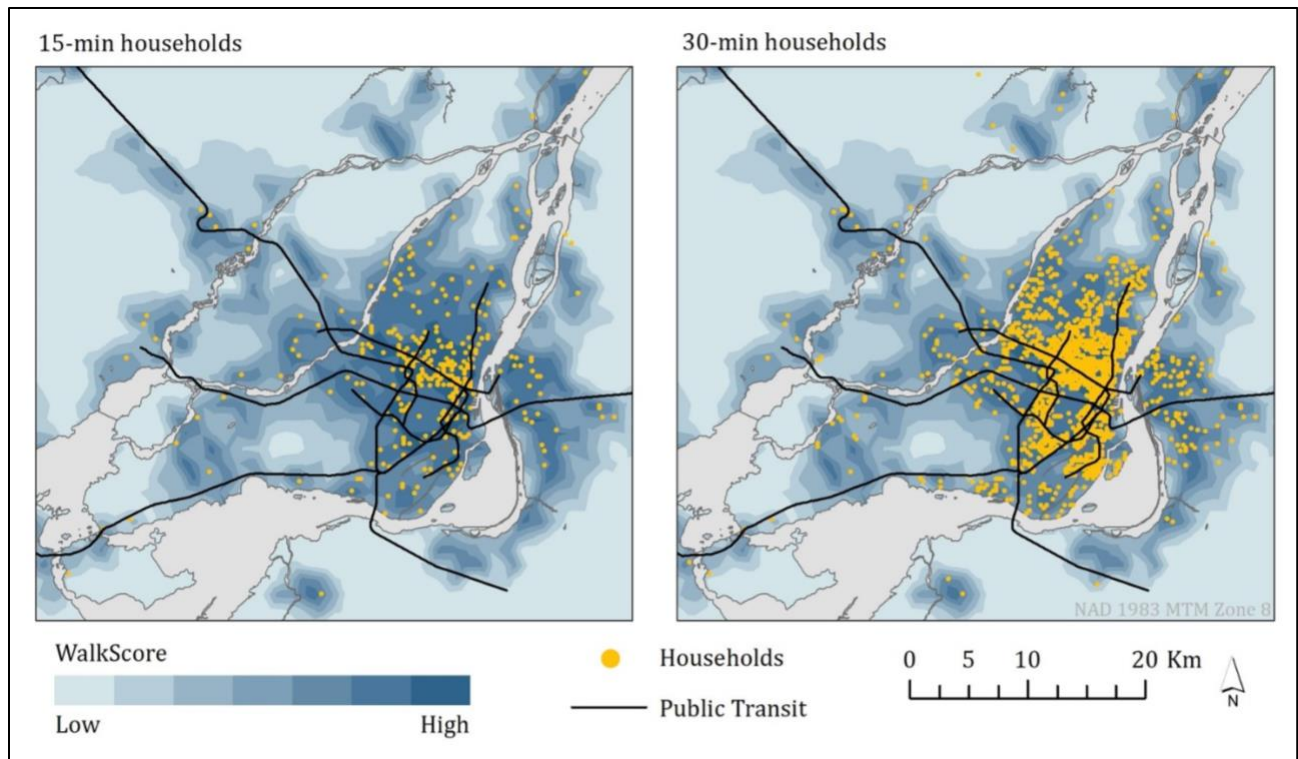 15-min households
30-min households
NAD 1983 MTM Zone 8
WalkScore
Low High
Households
Public Transit
0 5 10 20 Km
N